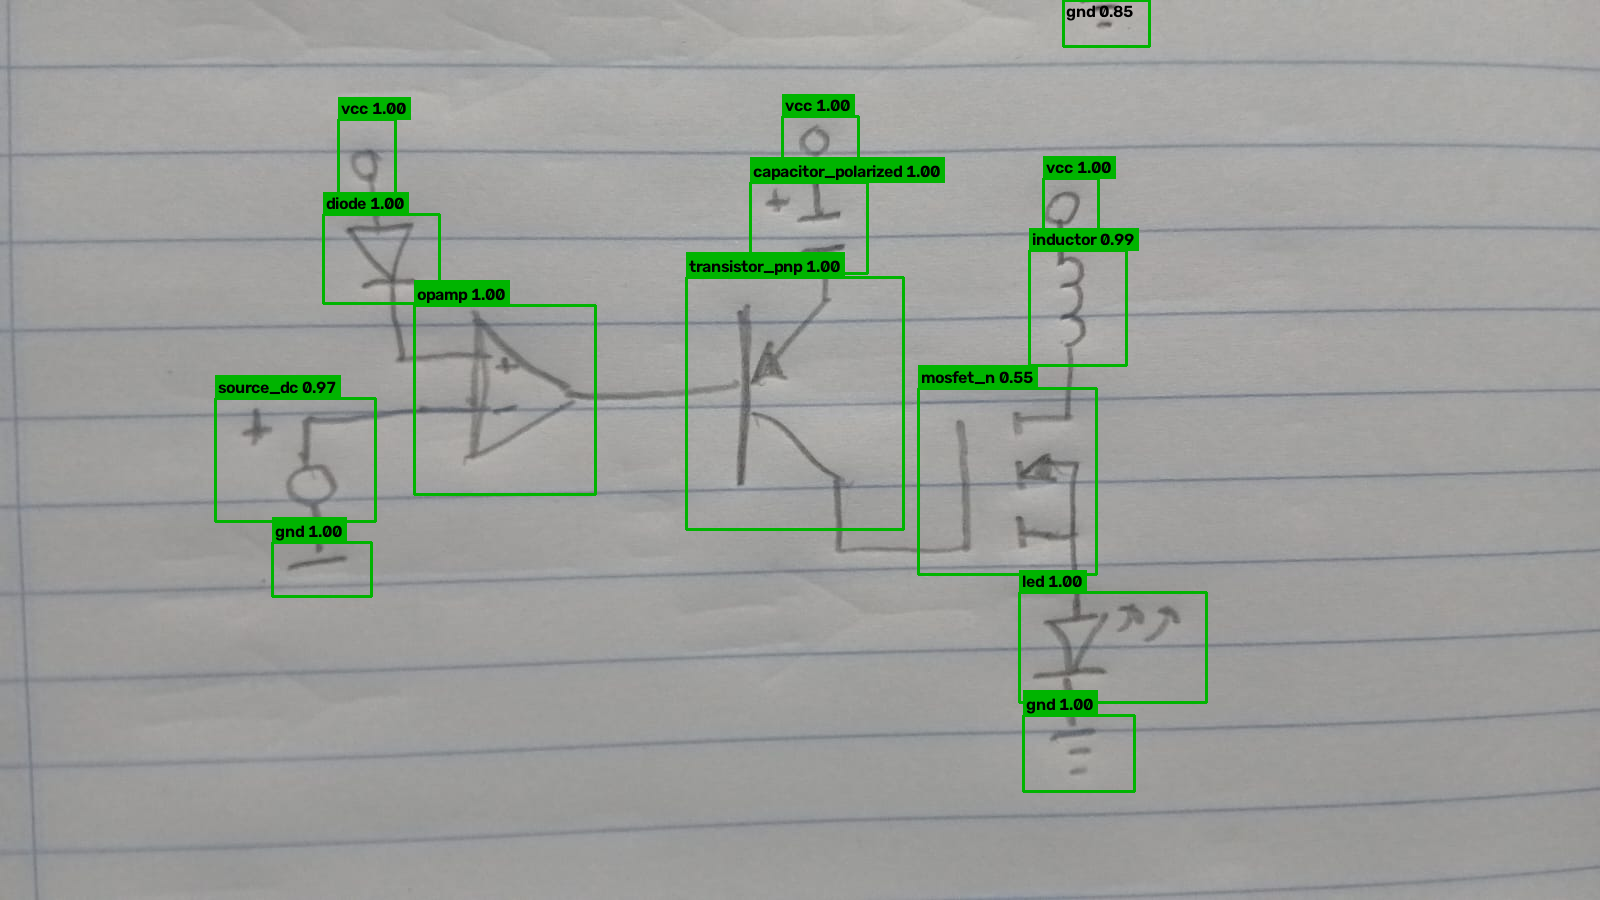 gnd 0.85
vcc 1.00
vcc 1.00
vcc 1.00
capacitor_polarized 1.00
diode 1.00
inductor 0.99
transistor_pnp 1.00
opamp 1.00
mosfet_n 0.55
source_dc 0.97
gnd 1.00
led 1.00
gnd 1.00
+
+
+
−